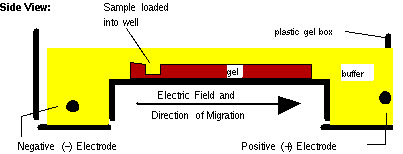 Side View:
Sample loaded
into well
plastic gel box
gel
buffer
Electric Field and
Direction of Migration
Negative (-) Electrode
Positive (+) Electrode